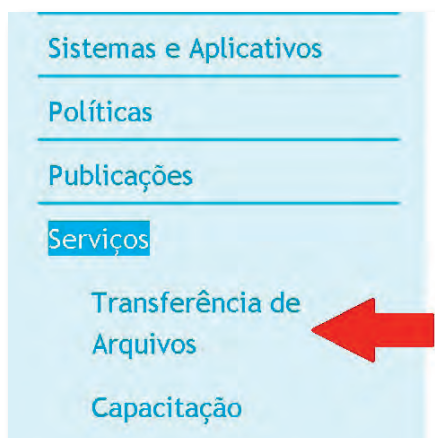 Sistemas e Aplicativos
Políticas
Publicações
Serviços
Transferência de
Arquivos
Capacitação